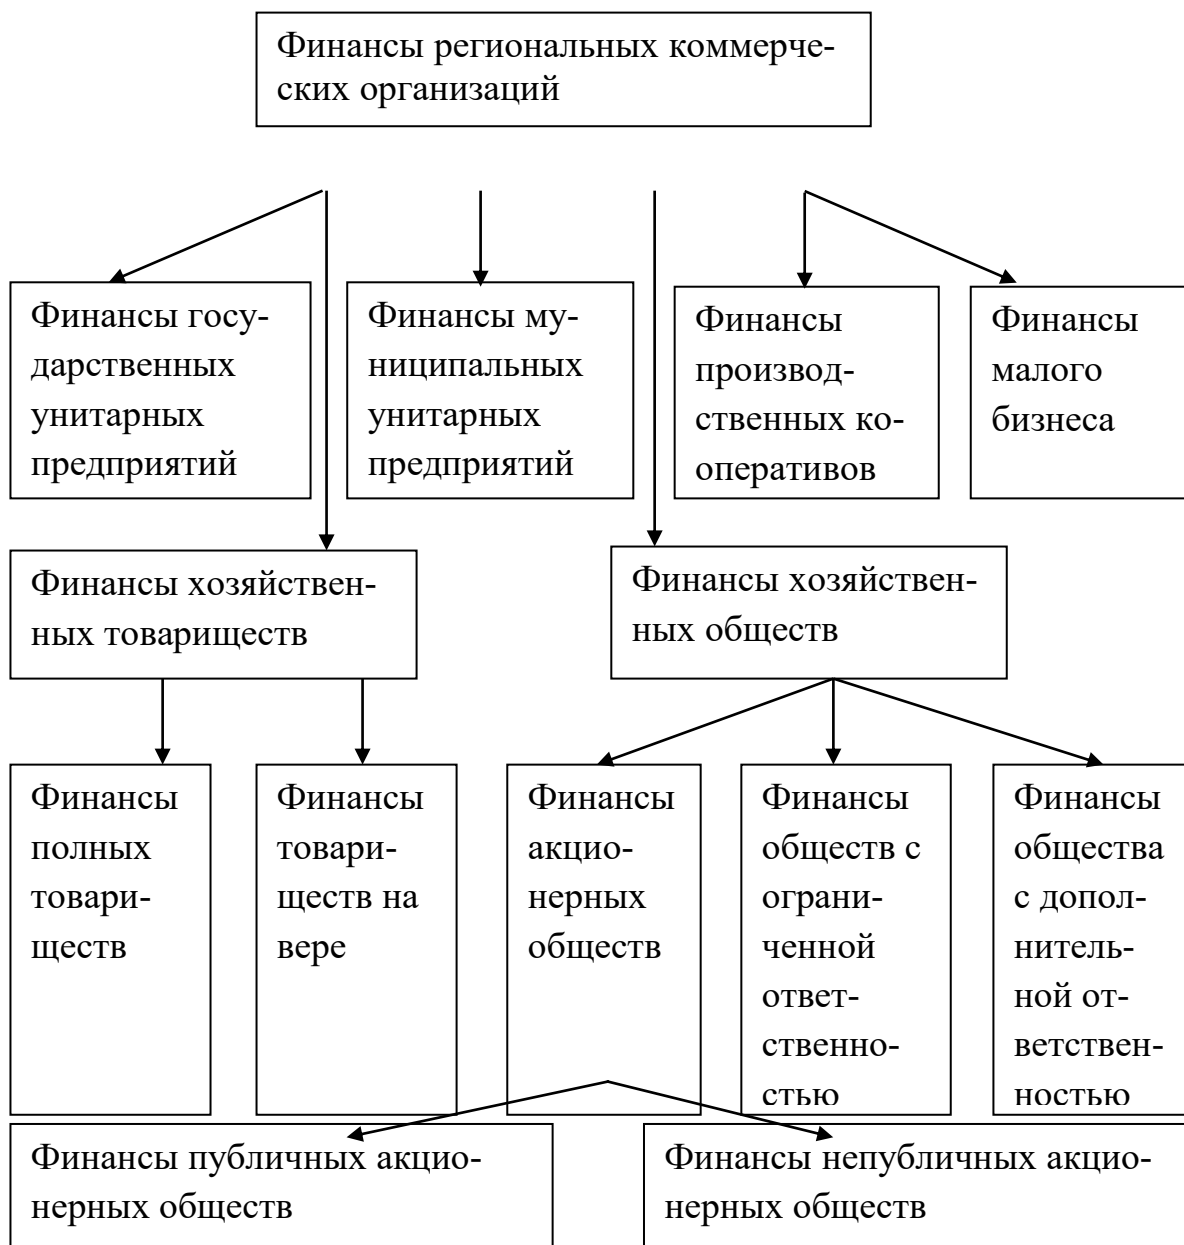 Финансы региональных коммерче-
ских организаций
Финансы госу-
дарственных
унитарных
предприятий
Финансы му-
ниципальных
унитарных
предприятий
Финансы
производ-
ственных ко-
оперативов
Финансы
малого
бизнеса
Финансы хозяйствен-
ных товариществ
Финансы хозяйствен-
ных обществ
Финансы
полных
товари-
ществ
Финансы
товари-
ществ на
вере
Финансы
акцио-
нерных
обществ
Финансы
обществ с
ограни-
ченной
ответ-
ственно-
стью
Финансы
общества
с допол-
нитель-
ной от-
ветствен-
ностью
Финансы публичных акцио-
нерных обществ
Финансы непубличных акцио-
нерных обществ